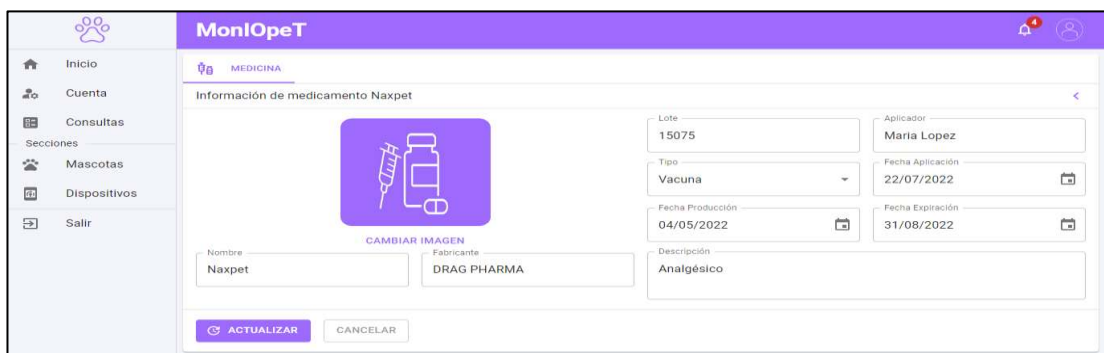 MonIOpeT
4
Inicio
Cuenta
Consultas
Secciones
Mascotas
Dispositivos
Salir
MEDICINA
Información de medicamento Naxpet
CAMBIAR IMAGEN
Nombre
Naxpet
Fabricante
DRAG PHARMA
Lote
15075
Aplicador
Maria Lopez
Tipo
Vacuna
Fecha Aplicación
22/07/2022
Fecha Producción
04/05/2022
Fecha Expiración
31/08/2022
Descripción
Analgésico
ACTUALIZAR
CANCELAR